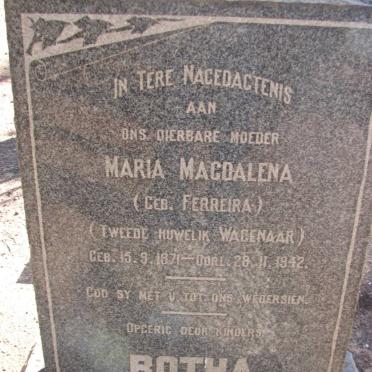 IN TERE NAGEDAGTENIS
AAN
ONS DIERBARE MOEDER
MARIA MAGDALENA
(GEB. FERREIRA)
(TWEEDE HUWELIK WAGENAAR)
GEB. 15. 9. 1871 — OORL. 28. 11. 1942.
GOD SY MET U TOT ONS WEDERSIEN.
OPGERIG DEUR KINDERS
BOTHA